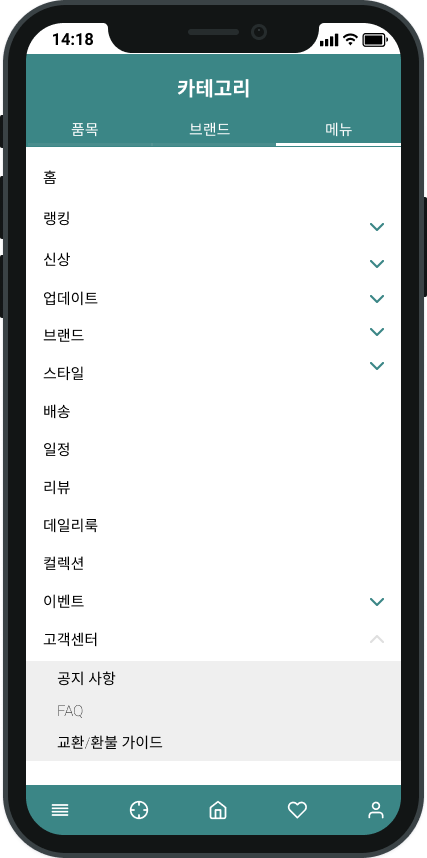 14:18
카테고리
품목 브랜드 메뉴
홈
랭킹
신상
업데이트
브랜드
스타일
배송
일정
리뷰
데일리룩
컬렉션
이벤트
고객센터
공지 사항
FAQ
교환/환불 가이드